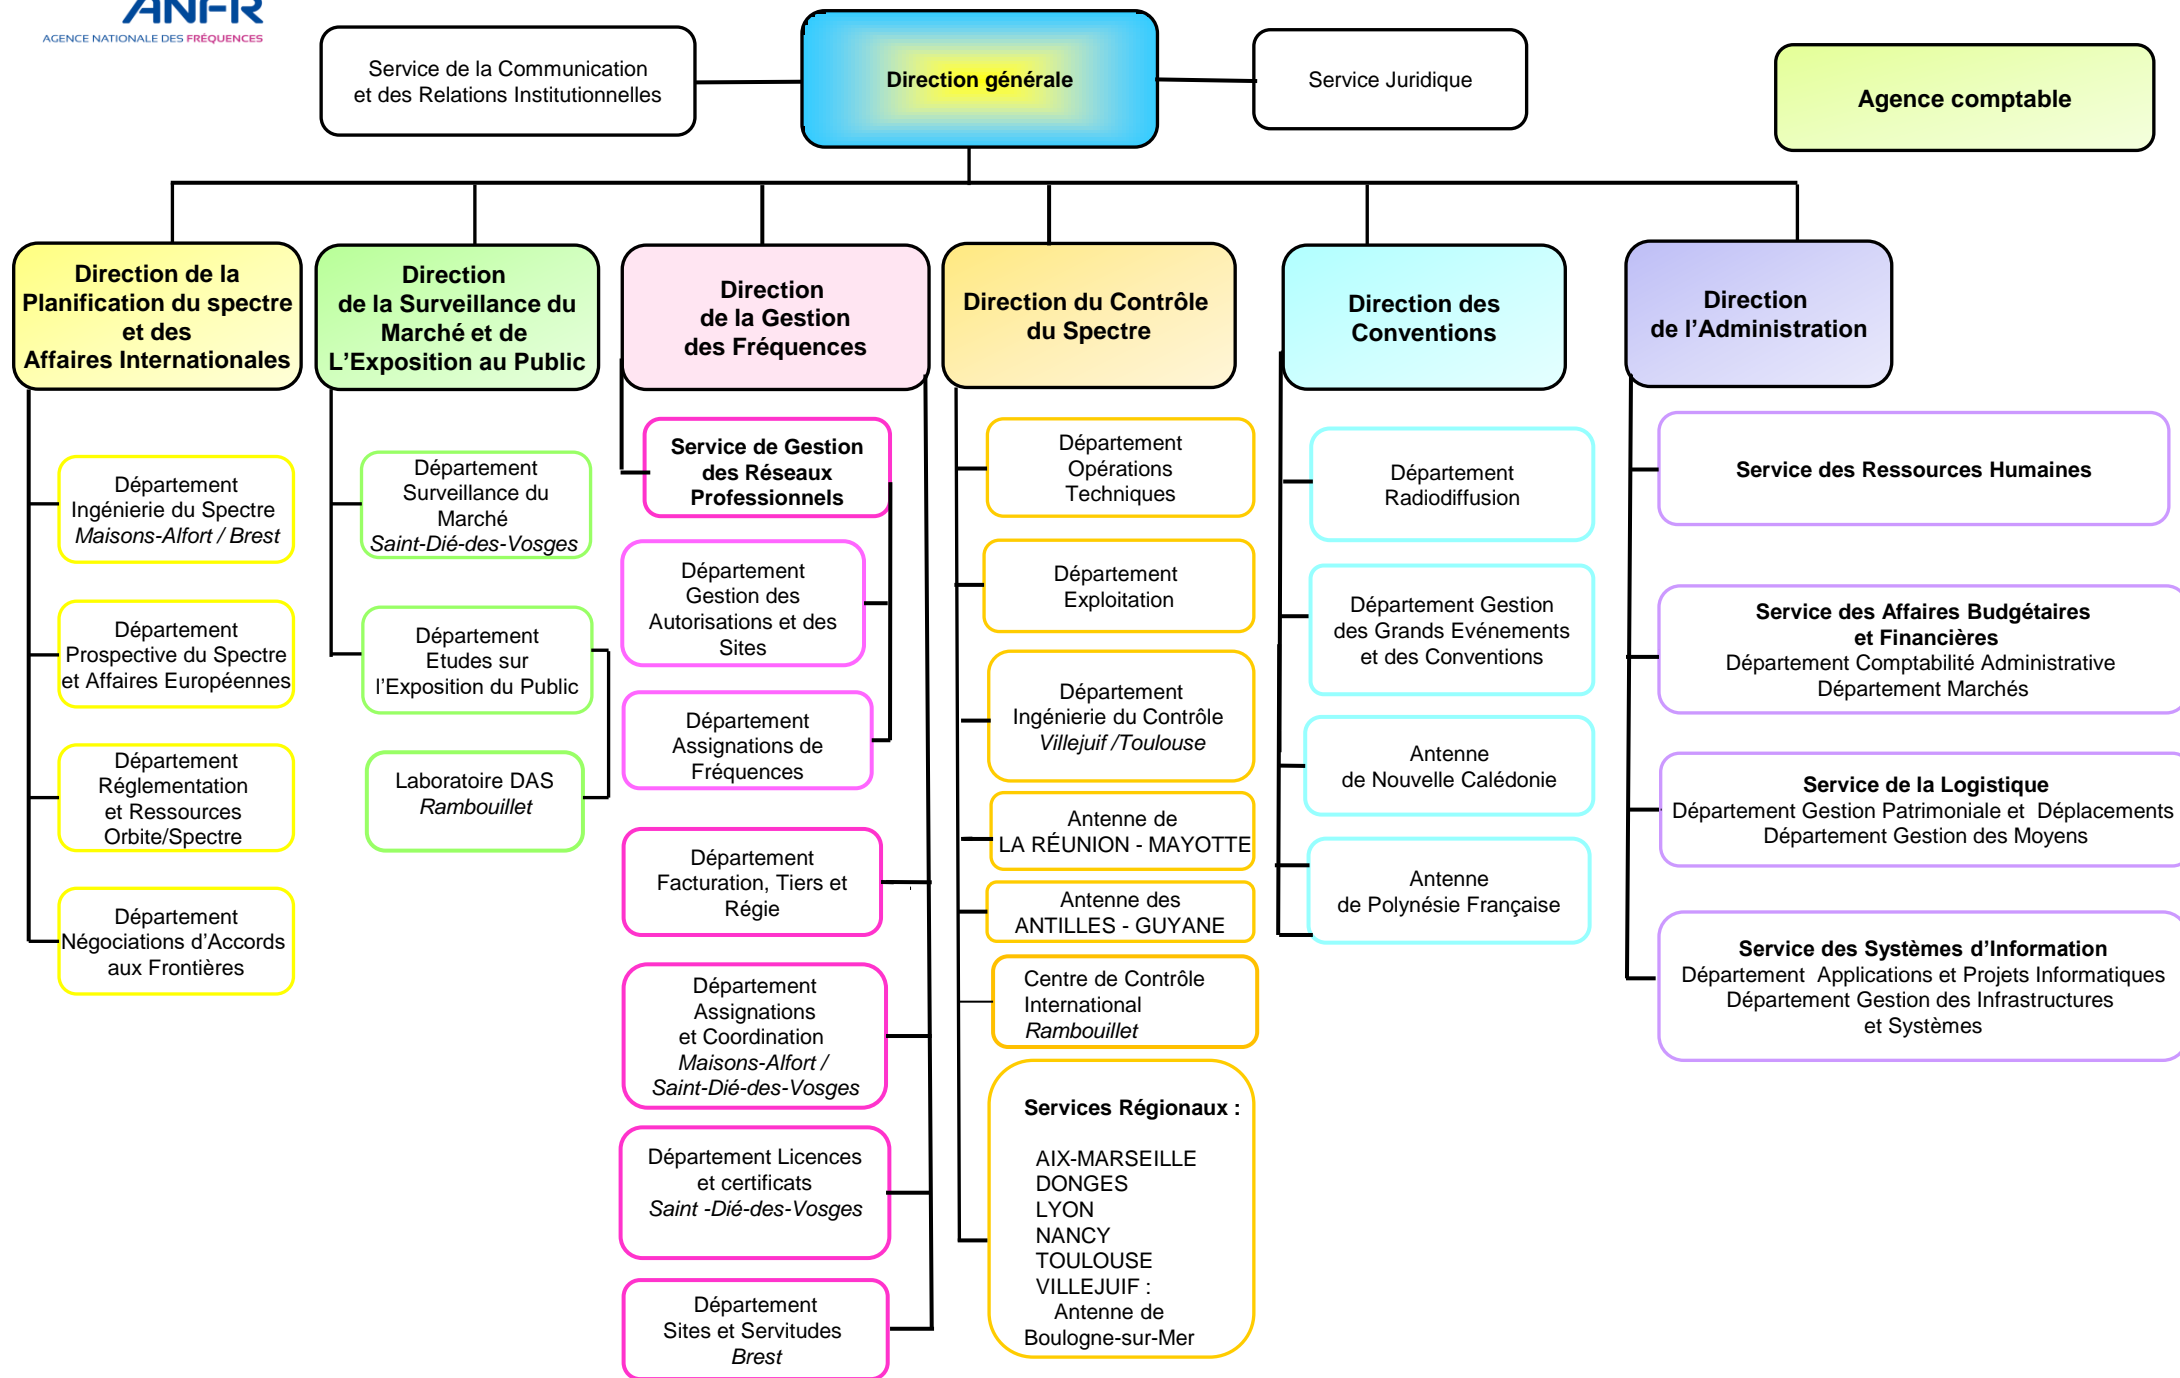 ANFR
AGENCE NATIONALE DES FRÉQUENCES
Service de la Communication
et des Relations Institutionnelles
Direction générale
Service Juridique
Agence comptable
Direction de la
Planification du spectre
et des
Affaires Internationales
Département
Ingénierie du Spectre
Maisons-Alfort / Brest
Département
Prospective du Spectre
et Affaires Européennes
Département
Réglementation
et Ressources
Orbite/Spectre
Département
Négociations d'Accords
aux Frontières
Direction
de la Surveillance du
Marché et de
L'Exposition au Public
Département
Surveillance du
Marché
Saint-Dié-des-Vosges
Département
Etudes sur
l'Exposition du Public
Laboratoire DAS
Rambouillet
Direction
de la Gestion
des Fréquences
Service de Gestion
des Réseaux
Professionnels
Département
Gestion des
Autorisations et des
Sites
Département
Assignations de
Fréquences
Département
Facturation, Tiers et
Régie
Département
Assignations
et Coordination
Maisons-Alfort /
Saint-Dié-des-Vosges
Département Licences
et certificats
Saint -Dié-des-Vosges
Département
Sites et Servitudes
Brest
Direction du Contrôle
du Spectre
Département
Opérations
Techniques
Département
Exploitation
Département
Ingénierie du Contrôle
Villejuif /Toulouse
Antenne de
LA RÉUNION - MAYOTTE
Antenne des
ANTILLES - GUYANE
Centre de Contrôle
International
Rambouillet
Services Régionaux :
AIX-MARSEILLE
DONGES
LYON
NANCY
TOULOUSE
VILLEJUIF :
Antenne de
Boulogne-sur-Mer
Direction des
Conventions
Département
Radiodiffusion
Département Gestion
des Grands Evénements
et des Conventions
Antenne
de Nouvelle Calédonie
Antenne
de Polynésie Française
Direction
de l'Administration
Service des Ressources Humaines
Service des Affaires Budgétaires
et Financières
Département Comptabilité Administrative
Département Marchés
Service de la Logistique
Département Gestion Patrimoniale et Déplacements
Département Gestion des Moyens
Service des Systèmes d'Information
Département Applications et Projets Informatiques
Département Gestion des Infrastructures
et Systèmes